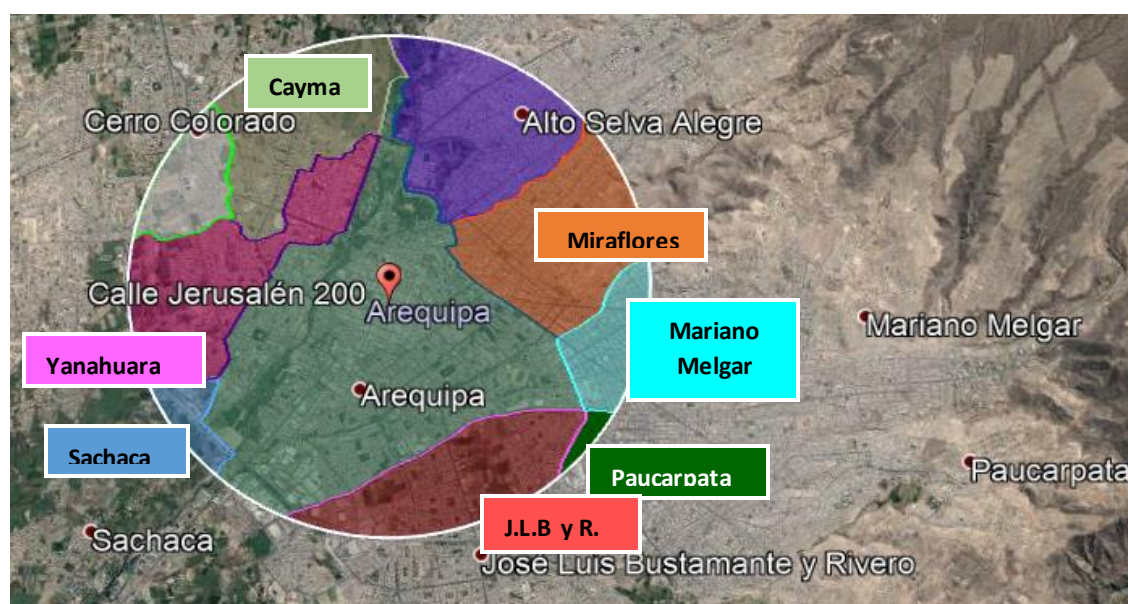 Cayma
Cerro Colorado
Alto Selva Alegre
Miraflores
Calle Jerusalén 200
Arequipa
Mariano
Melgar
Mariano Melgar
Yanahuara
Arequipa
Sachaca
Paucarpata
Paucarpata
J.L.B y R.
Sachaca
José Luis Bustamante y Rivero